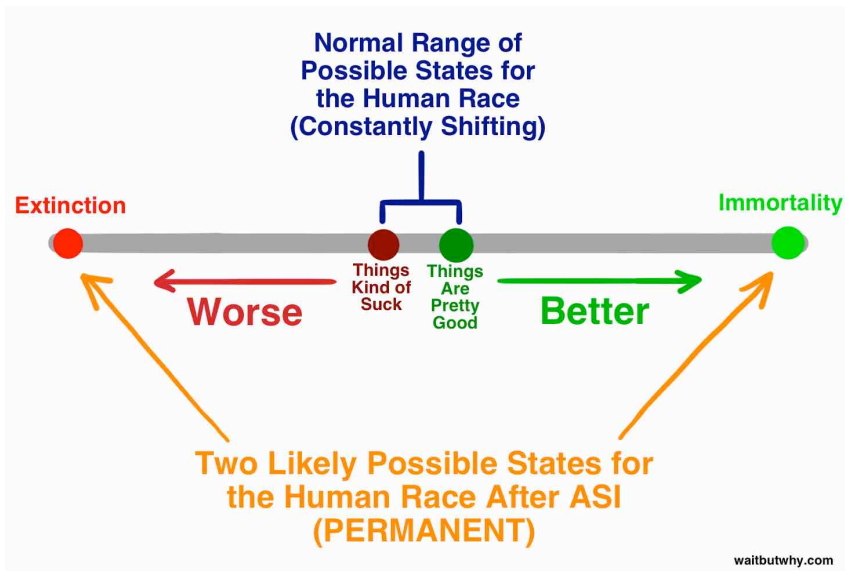 Normal Range of
Possible States for
the Human Race
(Constantly Shifting)
Extinction
Immortality
Things
Kind of
Suck
Things
Are
Pretty
Good
Worse
Better
Two Likely Possible States for
the Human Race After ASI
(PERMANENT)
waitbutwhy.com